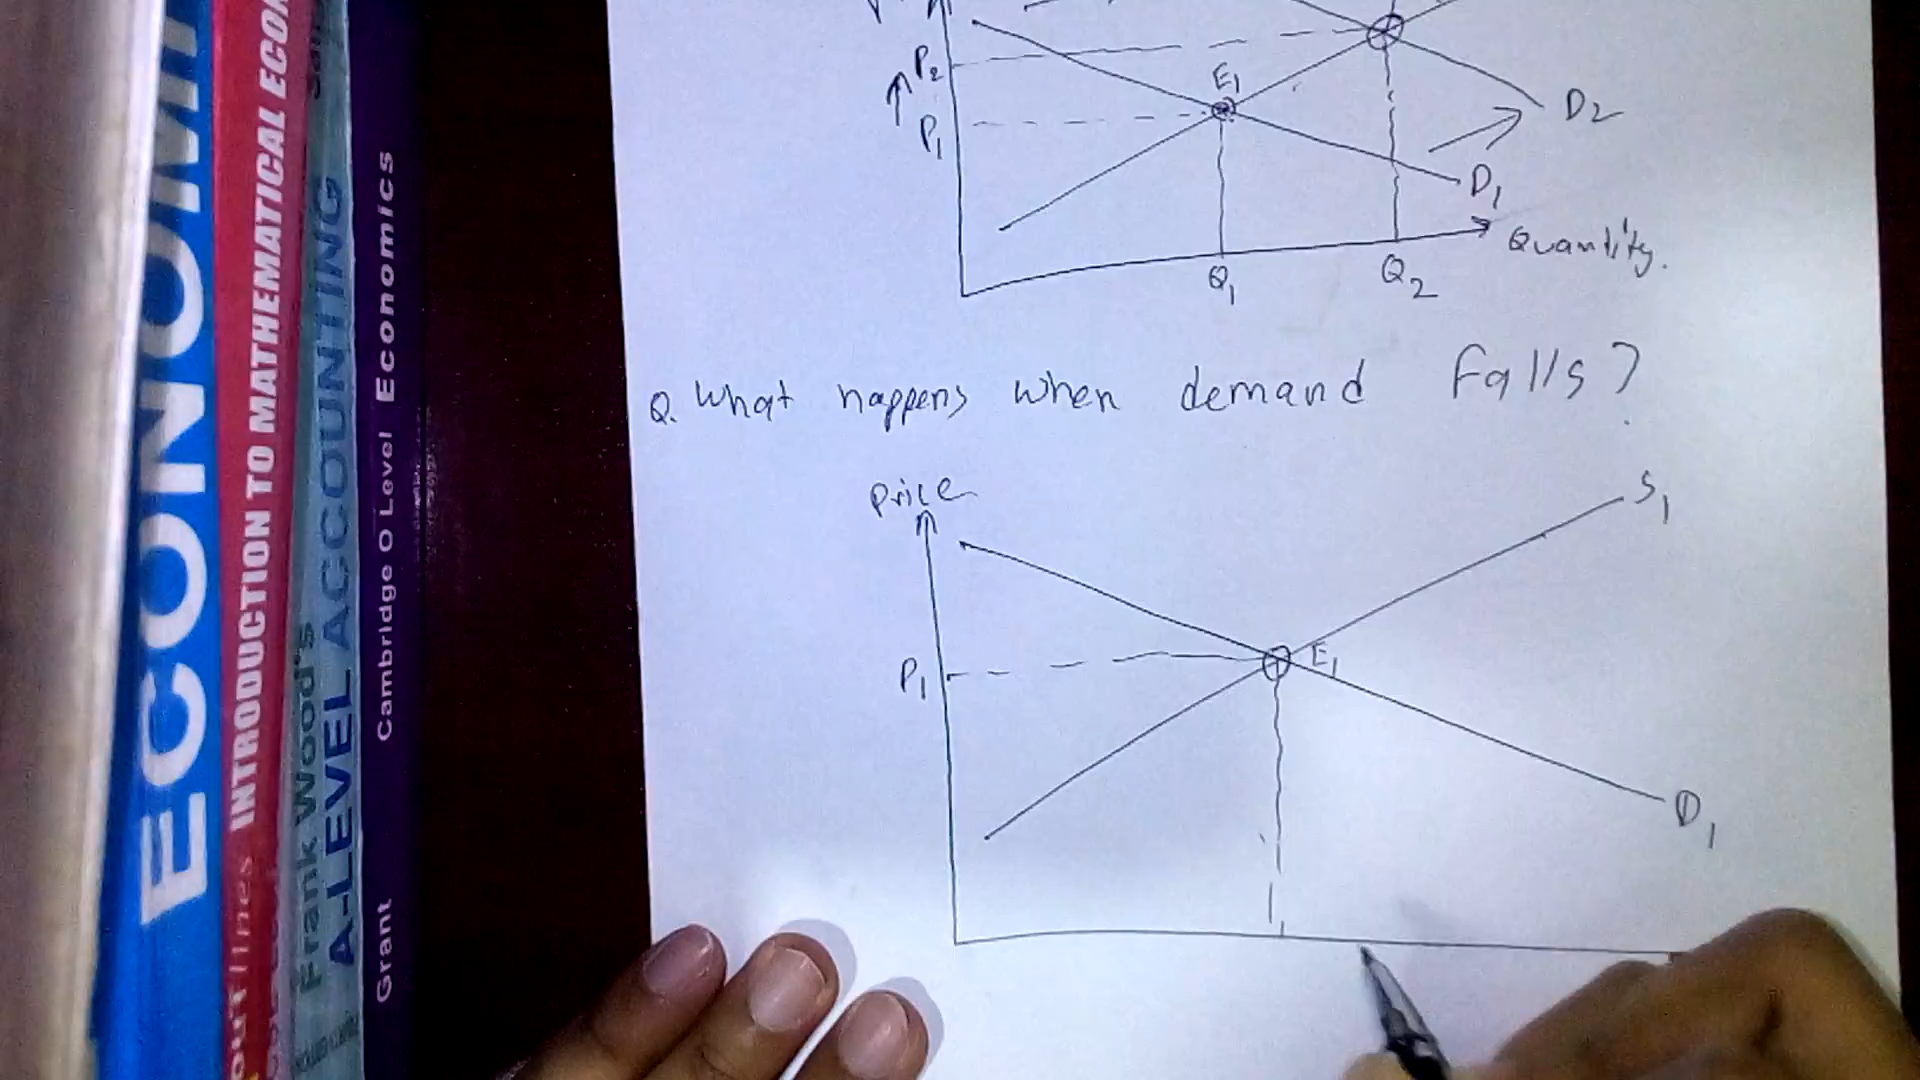 ECONOMI
INTRODUCTION TO MATHEMATICAL ECON
Frank Wood's
A-LEVEL ACCOUNTING
Grant Cambridge O Level Economics
P2
E1
P1
D2
D1
Quantity.
Q1
Q2
Q. What happens when demand falls?
Price
S1
P1
E1
D1